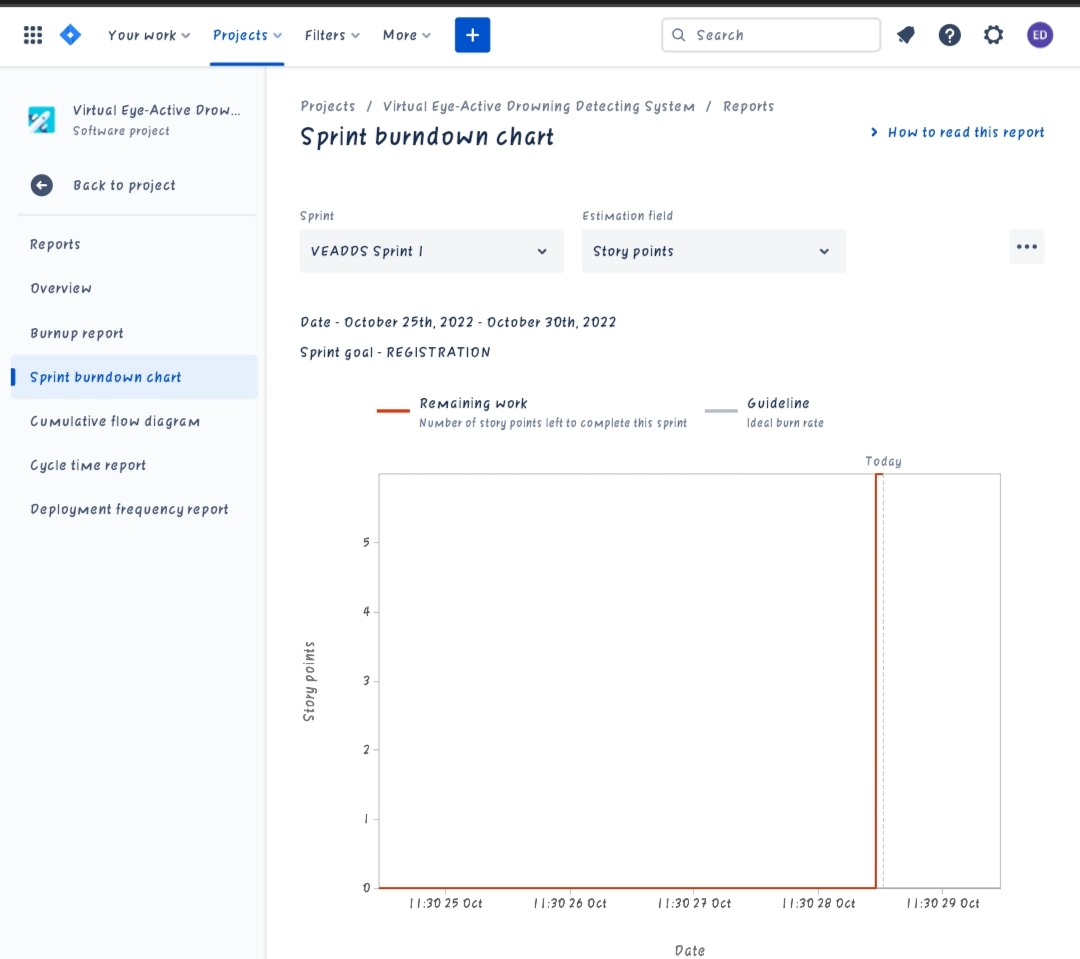 Your work Projects Filters More + Search ? ED
Virtual Eye-Active Drow...
Software project
Back to project
Reports
Overview
Burnup report
Sprint burndown chart
Cumulative flow diagram
Cycle time report
Deployment frequency report
Projects / Virtual Eye-Active Drowning Detecting System / Reports
Sprint burndown chart
How to read this report
Sprint
VEADDS Sprint 1
Estimation field
Story points
Date - October 25th, 2022 - October 30th, 2022
Sprint goal - REGISTRATION
Remaining work
Number of story points left to complete this sprint
Guideline
Ideal burn rate
Today
5
4
3
2
1
0
Story points
11:30 25 Oct 11:30 26 Oct 11:30 27 Oct 11:30 28 Oct 11:30 29 Oct
Date